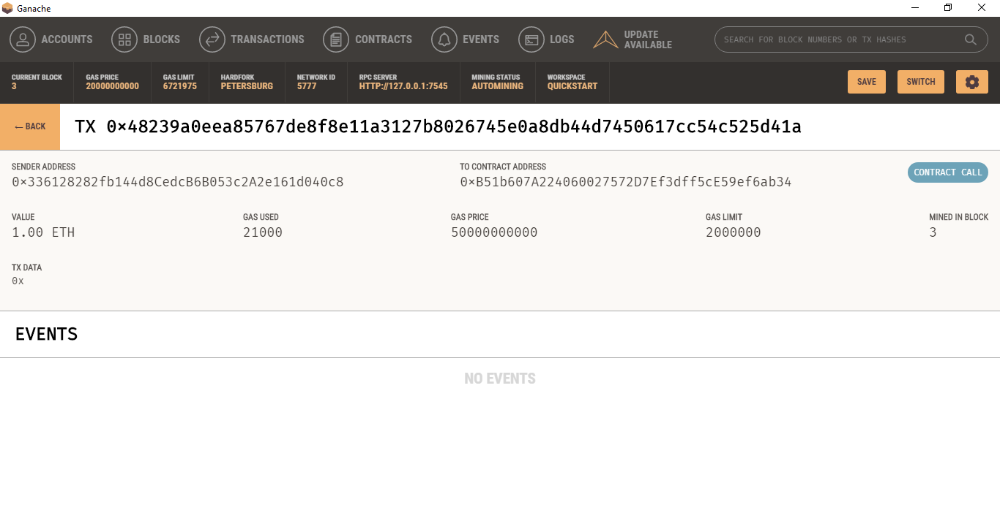 Ganache
ACCOUNTS BLOCKS TRANSACTIONS CONTRACTS EVENTS LOGS UPDATE AVAILABLE SEARCH FOR BLOCK NUMBERS OR TX HASHES
CURRENT BLOCK GAS PRICE GAS LIMIT HARDFORK NETWORK ID RPC SERVER MINING STATUS WORKSPACE
3 20000000000 6721975 PETERSBURG 5777 HTTP://127.0.0.1:7545 AUTOMINING QUICKSTART
SAVE SWITCH
← BACK TX 0×48239a0eea85767de8f8e11a3127b8026745e0a8db44d7450617cc54c525d41a
SENDER ADDRESS TO CONTRACT ADDRESS
0×336128282fb144d8CedcB6B053c2A2e161d040c8 0×B51b607A224060027572D7Ef3dff5cE59ef6ab34 CONTRACT CALL
VALUE GAS USED GAS PRICE GAS LIMIT MINED IN BLOCK
1.00 ETH 21000 50000000000 2000000 3
TX DATA
0x
EVENTS
NO EVENTS